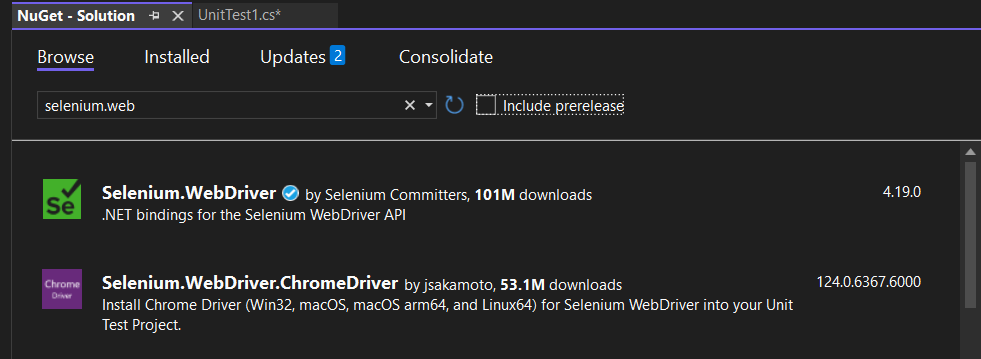 NuGet - Solution
UnitTest1.cs*
Browse Installed Updates 2 Consolidate
selenium.web
Include prerelease
Se
Selenium.WebDriver by Selenium Committers, 101M downloads 4.19.0
.NET bindings for the Selenium WebDriver API
Chrome
Driver
Selenium.WebDriver.ChromeDriver by jsakamoto, 53.1M downloads 124.0.6367.6000
Install Chrome Driver (Win32, macOS, macOS arm64, and Linux64) for Selenium WebDriver into your Unit
Test Project.